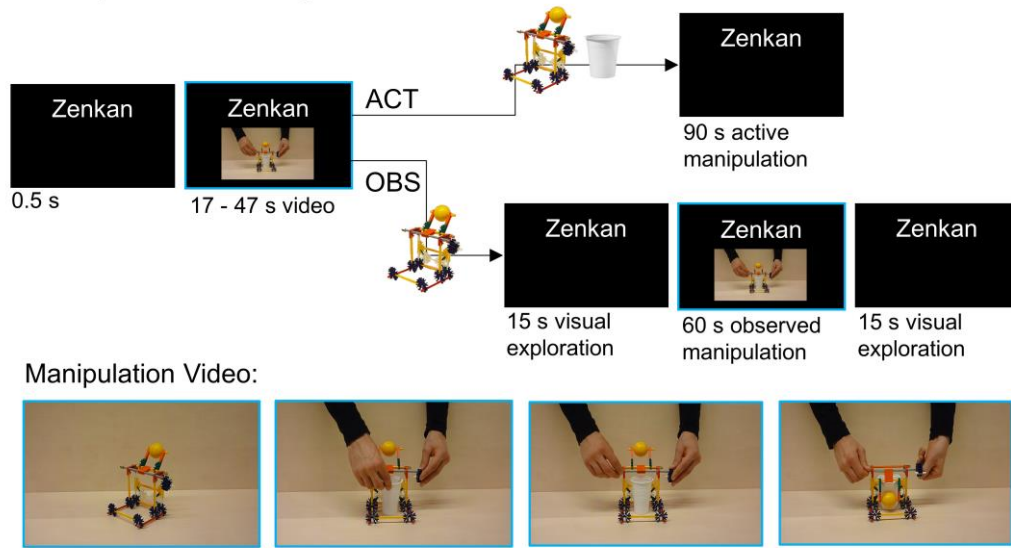 Zenkan
ACT
Zenkan
90 s active
manipulation
Zenkan
0.5 s
Zenkan
17 - 47 s video
OBS
Zenkan
15 s visual
exploration
Zenkan
60 s observed
manipulation
Zenkan
15 s visual
exploration
Manipulation Video: